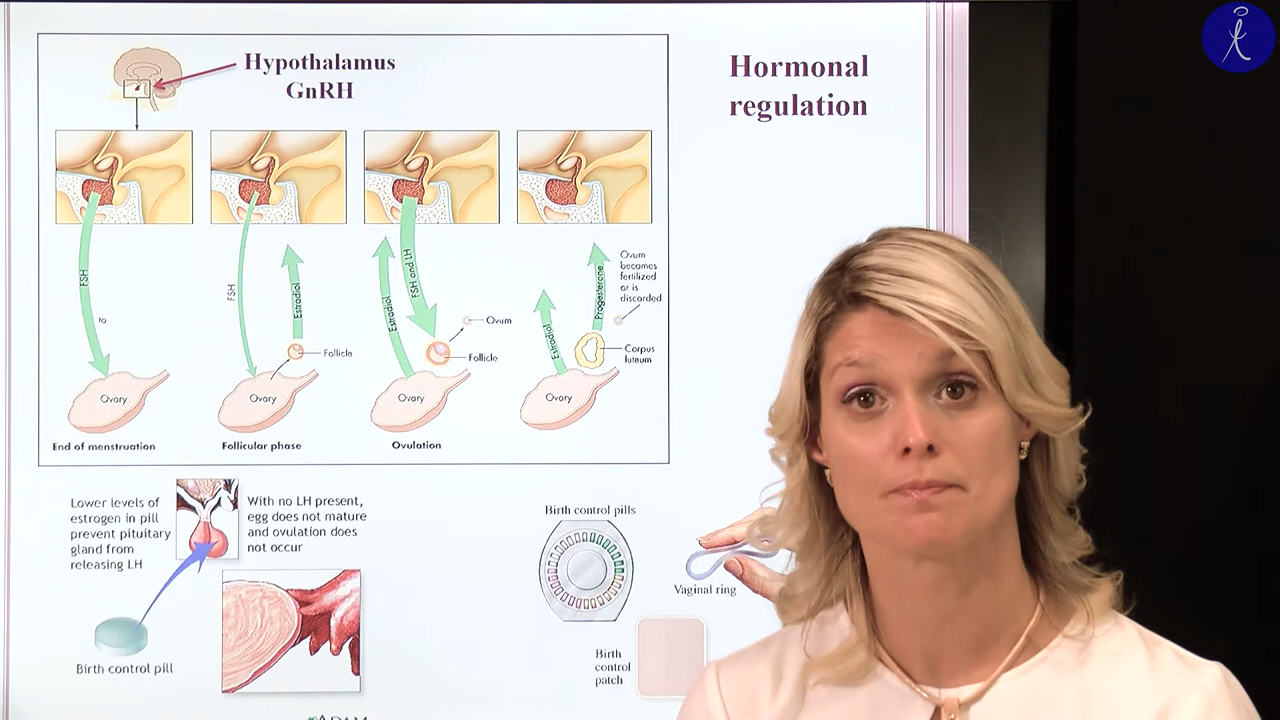 Hypothalamus
GnRH
Hormonal
regulation
FSH
to
Ovary
End of menstruation
FSH
Estradiol
Follicle
Ovary
Follicular phase
Estradiol
FSH and LH
Ovum
Follicle
Ovary
Ovulation
Estradiol
Progesterone
Ovum
becomes
fertilized
or is
discarded
Corpus
luteum
Ovary
Lower levels of
estrogen in pill
prevent pituitary
gland from
releasing LH
With no LH present,
egg does not mature
and ovulation does
not occur
Birth control pill
Birth control pills
Vaginal ring
Birth
control
patch
ADAM